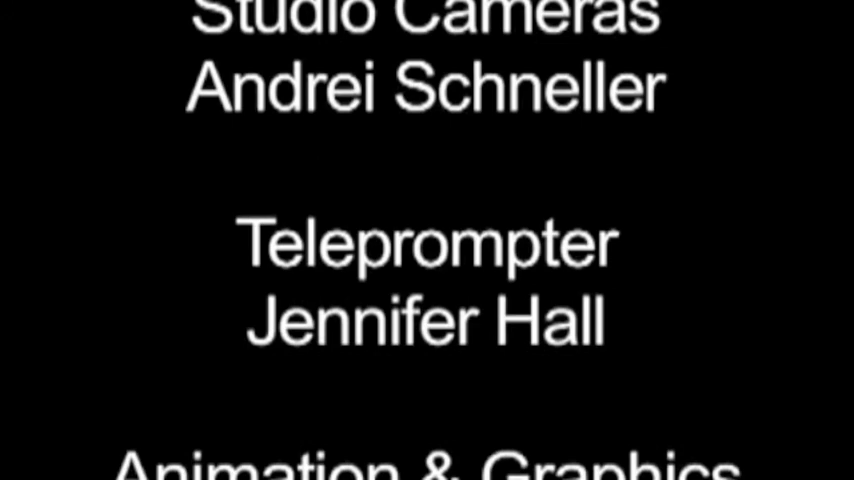 Studio Cameras
Andrei Schneller
Teleprompter
Jennifer Hall
Animation & Graphics